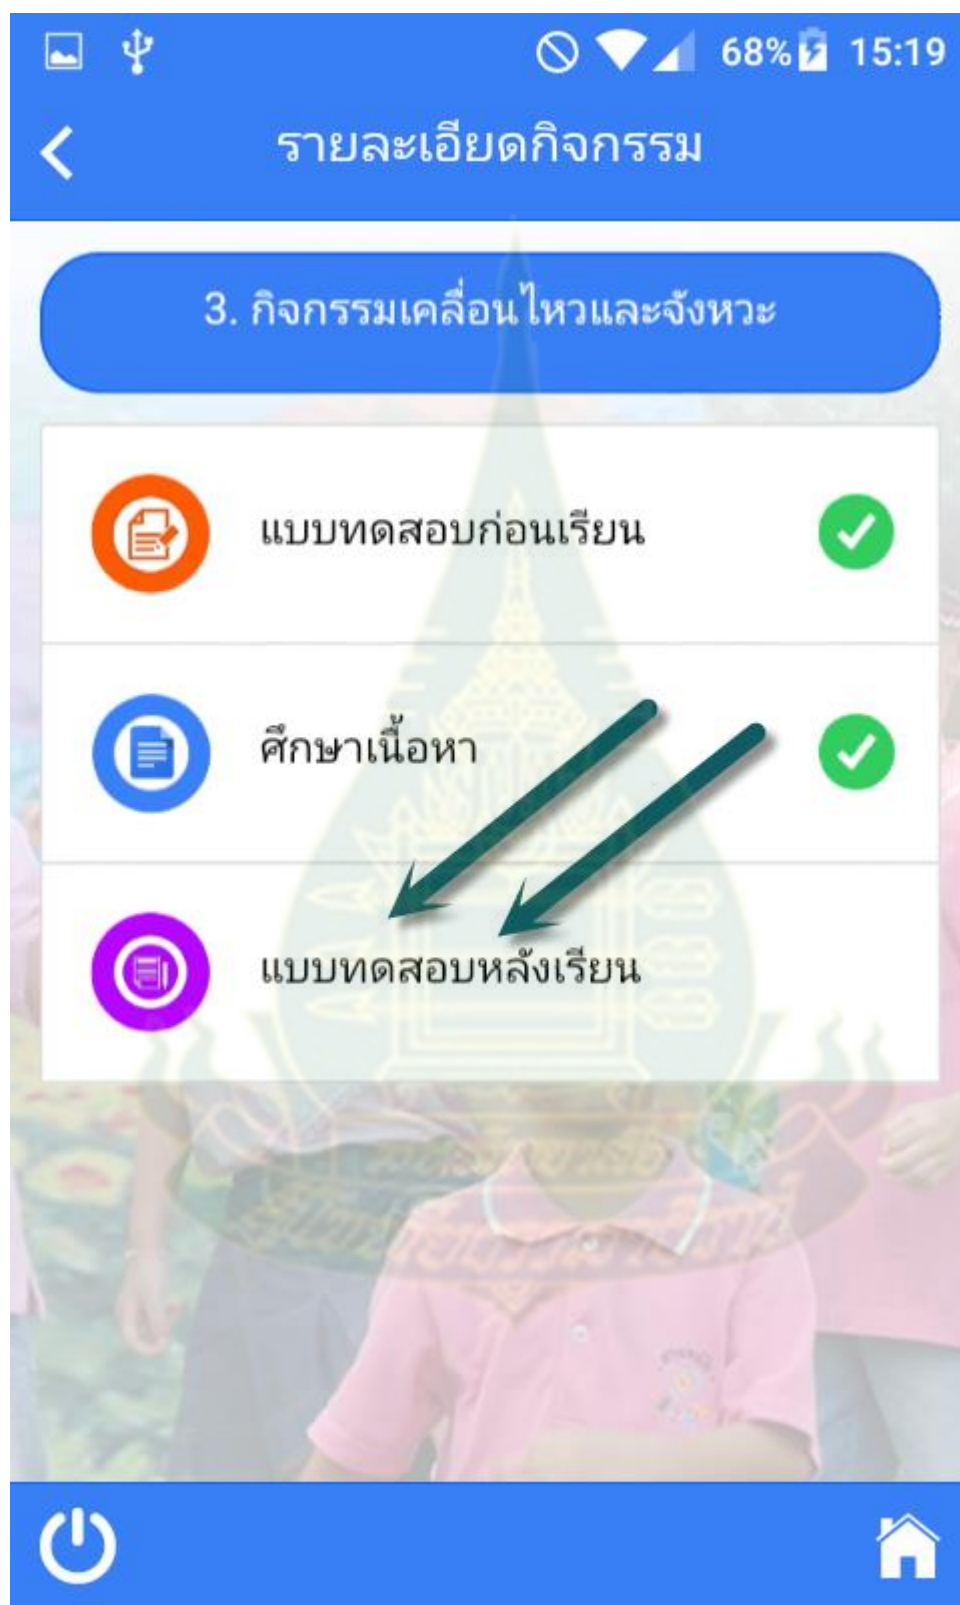 68% 15:19
รายละเอียดกิจกรรม
3. กิจกรรมเคลื่อนไหวและจังหวะ
แบบทดสอบก่อนเรียน
ศึกษาเนื้อหา
แบบทดสอบหลังเรียน